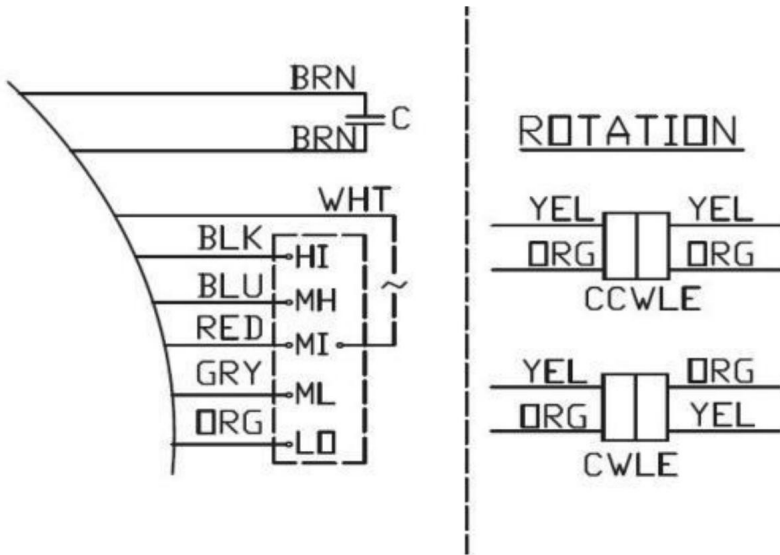 BRN
C
BRN
WHT
BLK HI
BLU MH
~
RED MI
GRY ML
ORG LO
ROTATION
YEL YEL
ORG ORG
CCWLE
YEL ORG
ORG YEL
CWLE